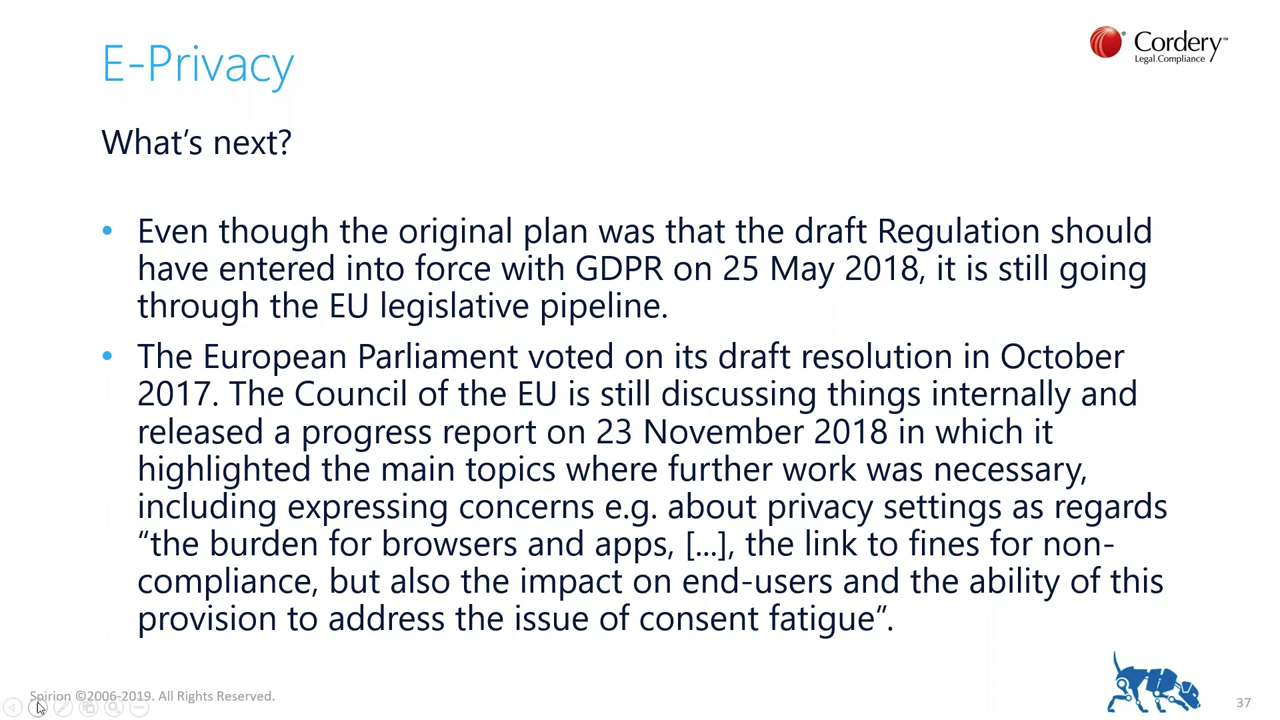 E-Privacy
Cordery™
Legal.Compliance
What’s next?
• Even though the original plan was that the draft Regulation should
have entered into force with GDPR on 25 May 2018, it is still going
through the EU legislative pipeline.
• The European Parliament voted on its draft resolution in October
2017. The Council of the EU is still discussing things internally and
released a progress report on 23 November 2018 in which it
highlighted the main topics where further work was necessary,
including expressing concerns e.g. about privacy settings as regards
“the burden for browsers and apps, [...], the link to fines for non-
compliance, but also the impact on end-users and the ability of this
provision to address the issue of consent fatigue”.
Spirion ©2006-2019. All Rights Reserved.
37